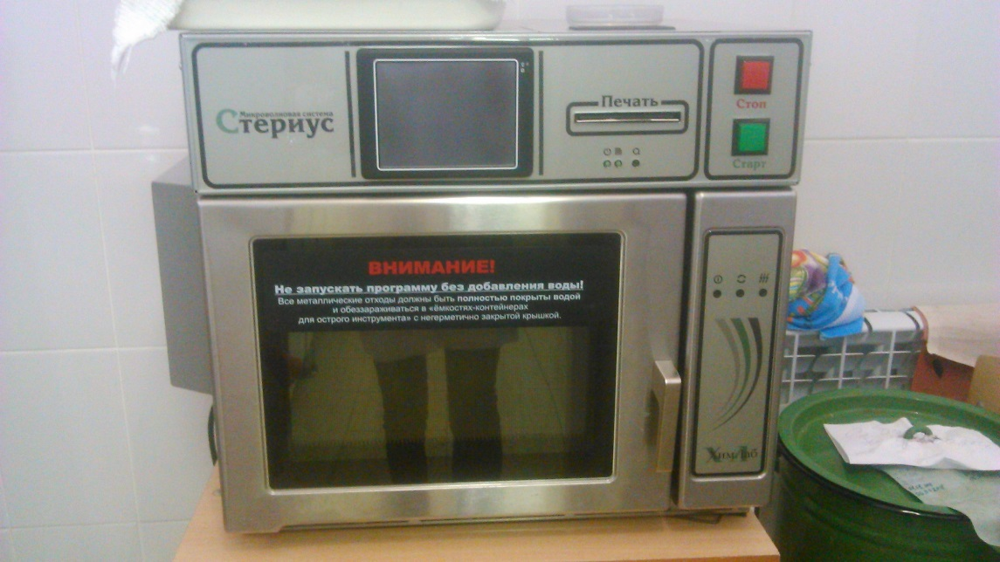 Микроволновая система
Стериус
Печать
Стоп
Старт
ВНИМАНИЕ!
Не запускать программу без добавления воды!
Все металлические отходы должны быть полностью покрыты водой
и обеззараживаться в «ёмкостях-контейнерах
для острого инструмента» с негерметично закрытой крышкой.
ХимЛаб